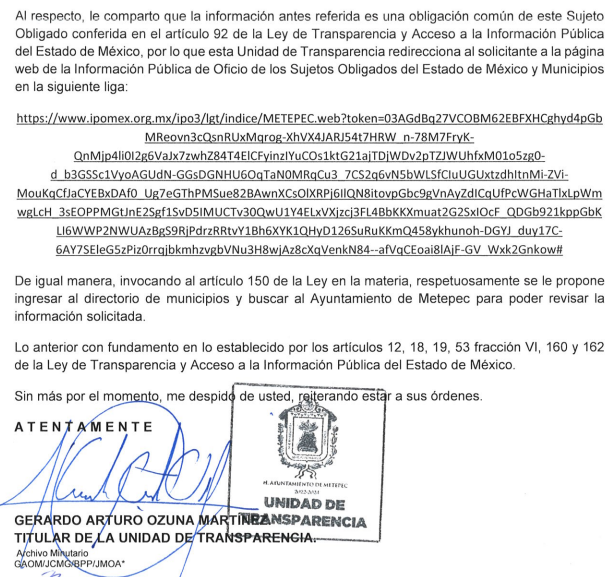 Al respecto, le comparto que la información antes referida es una obligación común de este Sujeto
Obligado conferida en el artículo 92 de la Ley de Transparencia y Acceso a la Información Pública
del Estado de México, por lo que esta Unidad de Transparencia redirecciona al solicitante a la página
web de la Información Pública de Oficio de los Sujetos Obligados del Estado de México y Municipios
en la siguiente liga:
https://www.ipomex.org.mx/ipo3/lgt/indice/METEPEC.web?token=03AGdBq27VCOBM62EBFXHCghyd4pGb
MReovn3cQsnRUxMqrog-XhVX4JARJ54t7HRW_n-78M7FryK-
QnMjp4li0I2g6VaJx7zwhZ84T4ElCFyinzIYuCOs1ktG21ajTDjWDv2pTZJWUhfxM01o5zg0-
d_b3GSSc1VyoAGUdN-GGsDGNHU6OqTaN0MRqCu3_7CS2q6vN5bWLSfCIuUGUxtzdhItnMi-ZVi-
MouKqCfJaCYEBxDAf0_Ug7eGThPMSue82BAwnXCsOlXRPj6IlQN8itovpGbc9gVnAyZdICqUfPcWGHaTlxLpWm
wgLcH_3sEOPPMGtJnE2Sgf1SvD5IMUCTv30QwU1Y4ELxVXjzcj3FL4BbKKXmuat2G2SxIOcF_QDGb921kppGbK
LI6WWP2NWUAzBgS9RjPdrzRRtvY1Bh6XYK1QHyD126SuRuKKmQ458ykhunoh-DGYJ_duy17C-
6AY7SEleG5zPiz0rrqjbkmhzvgbVNu3H8wjAz8cXqVenkN84--afVqCEoai8lAjF-GV_Wxk2Gnkow#
De igual manera, invocando al artículo 150 de la Ley en la materia, respetuosamente se le propone
ingresar al directorio de municipios y buscar al Ayuntamiento de Metepec para poder revisar la
información solicitada.
Lo anterior con fundamento en lo establecido por los artículos 12, 18, 19, 53 fracción VI, 160 y 162
de la Ley de Transparencia y Acceso a la Información Pública del Estado de México.
Sin más por el momento, me despido de usted, reiterando estar a sus órdenes.
A T E N T A M E N T E
H. AYUNTAMIENTO DE METEPEC
2022-2024
UNIDAD DE
TRANSPARENCIA
GERARDO ARTURO OZUNA MARTÍNEZ
TITULAR DE LA UNIDAD DE TRANSPARENCIA.
Archivo Minutario
GAOM/JCMG/BPP/JMOA*